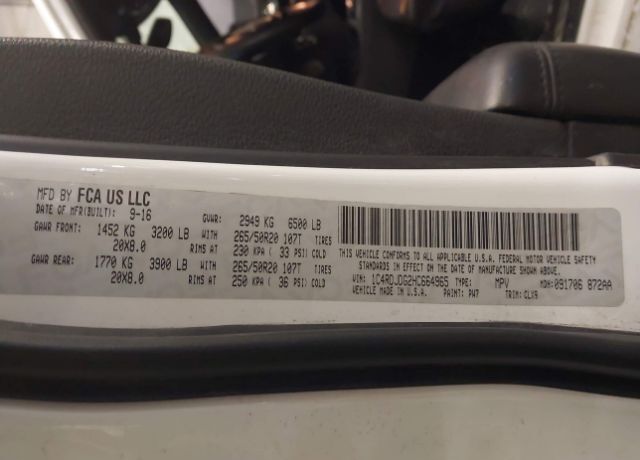 MFD BY FCA US LLC
DATE OF MFR(BUILT): 9-16 GVWR: 2949 KG 6500 LB
GAWR FRONT: 1452 KG 3200 LB WITH 265/50R20 107T TIRES
20X8.0 RIMS AT 230 KPA ( 33 PSI) COLD
GAWR REAR: 1770 KG 3900 LB WITH 265/50R20 107T TIRES
20X8.0 RIMS AT 250 KPA ( 36 PSI) COLD
THIS VEHICLE CONFORMS TO ALL APPLICABLE U.S.A. FEDERAL MOTOR VEHICLE SAFETY
STANDARDS IN EFFECT ON THE DATE OF MANUFACTURE SHOWN ABOVE.
VIN: 1C4RDJDG2HC664965 TYPE: MPV MDH: 091706 872AA
VEHICLE MADE IN U.S.A. PAINT: PW7 TRIM: CLX9